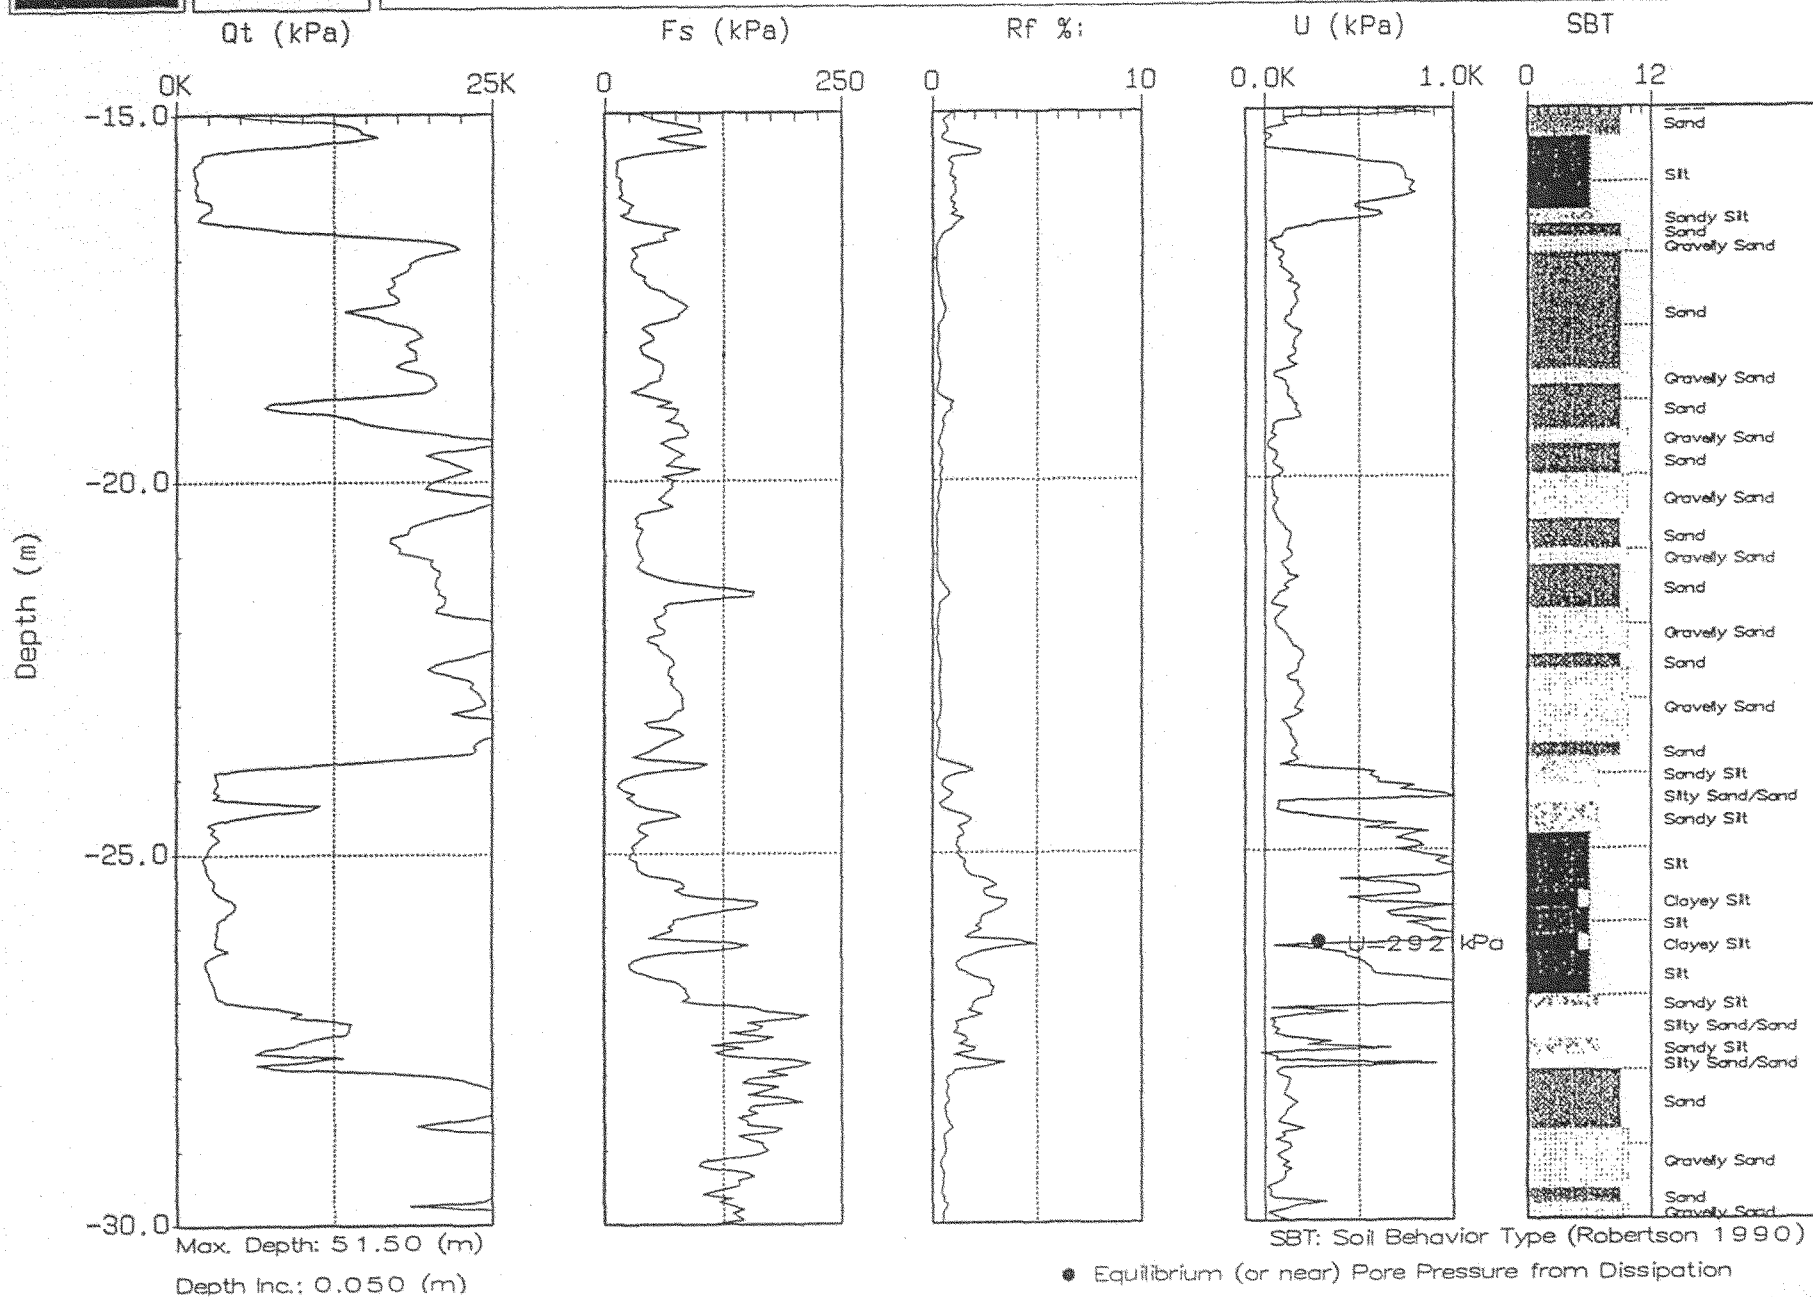 Qt (kPa) Fs (kPa) Rf %: U (kPa) SBT
0K 25K 0 250 0 10 0.0K 1.0K 0 12
-15.0
Sand
Silt
Sandy Silt
Sand
Gravelly Sand
Sand
Gravelly Sand
Sand
Gravelly Sand
Sand
-20.0
Gravelly Sand
Sand
Gravelly Sand
Depth (m)
Sand
Gravelly Sand
Sand
Gravelly Sand
Sand
Sandy Silt
Silty Sand/Sand
Sandy Silt
-25.0
Silt
Clayey Silt
Silt
U=292 kPa
Clayey Silt
Silt
Sandy Silt
Silty Sand/Sand
Sandy Silt
Silty Sand/Sand
Sand
Gravelly Sand
Sand
Gravelly Sand
-30.0
Max. Depth: 51.50 (m)
SBT: Soil Behavior Type (Robertson 1990)
Depth Inc.: 0.050 (m)
● Equilibrium (or near) Pore Pressure from Dissipation